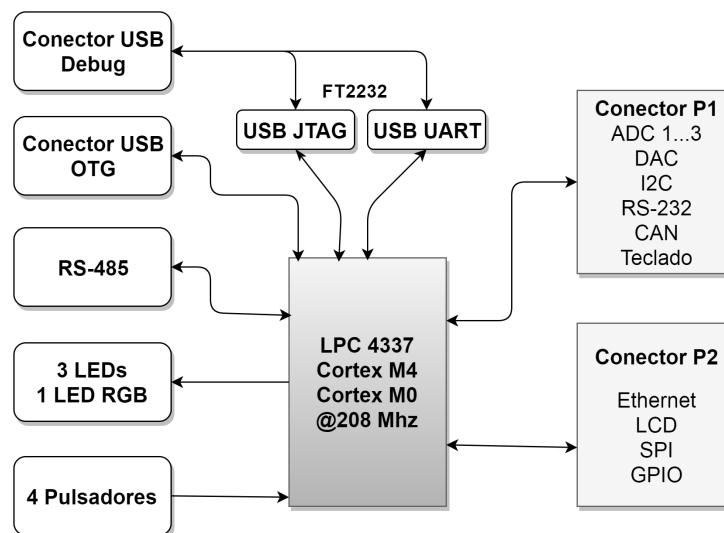 Conector USB
Debug
FT2232
USB JTAG
USB UART
Conector USB
OTG
RS-485
3 LEDs
1 LED RGB
4 Pulsadores
LPC 4337
Cortex M4
Cortex M0
@208 Mhz
Conector P1
ADC 1...3
DAC
I2C
RS-232
CAN
Teclado
Conector P2
Ethernet
LCD
SPI
GPIO